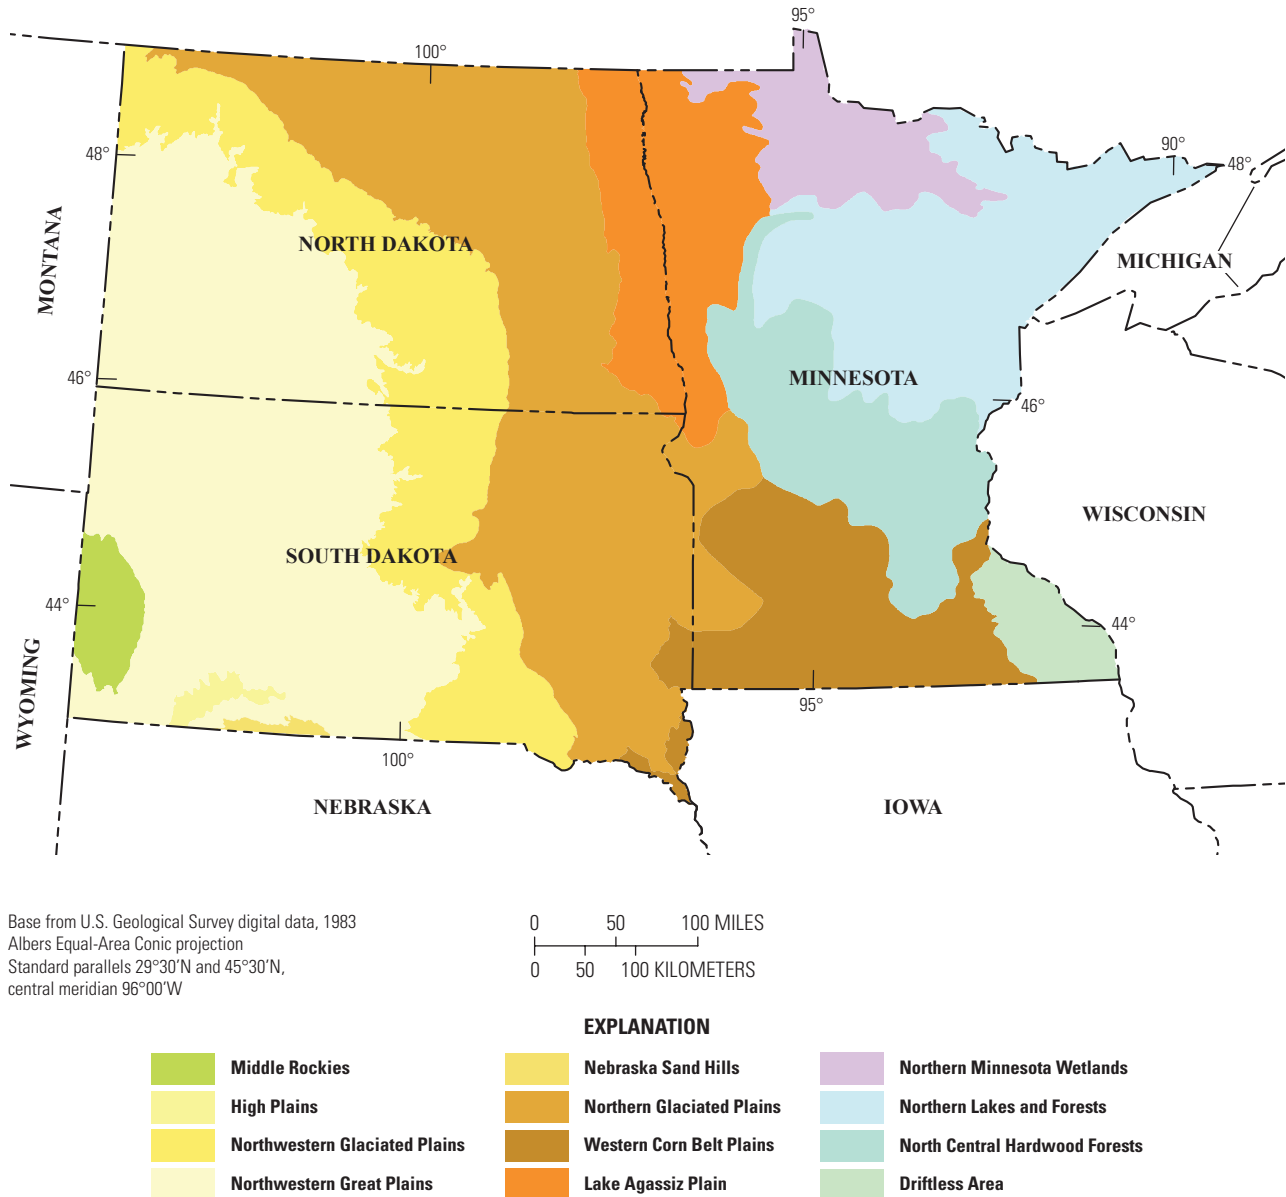 95°
100°
90°
48°
48°
MONTANA
NORTH DAKOTA
MICHIGAN
46°
MINNESOTA
46°
WISCONSIN
SOUTH DAKOTA
44°
44°
WYOMING
95°
100°
NEBRASKA
IOWA
Base from U.S. Geological Survey digital data, 1983
Albers Equal-Area Conic projection
Standard parallels 29°30'N and 45°30'N,
central meridian 96°00'W
0 50 100 MILES
0 50 100 KILOMETERS
EXPLANATION
Middle Rockies
High Plains
Northwestern Glaciated Plains
Northwestern Great Plains
Nebraska Sand Hills
Northern Glaciated Plains
Western Corn Belt Plains
Lake Agassiz Plain
Northern Minnesota Wetlands
Northern Lakes and Forests
North Central Hardwood Forests
Driftless Area